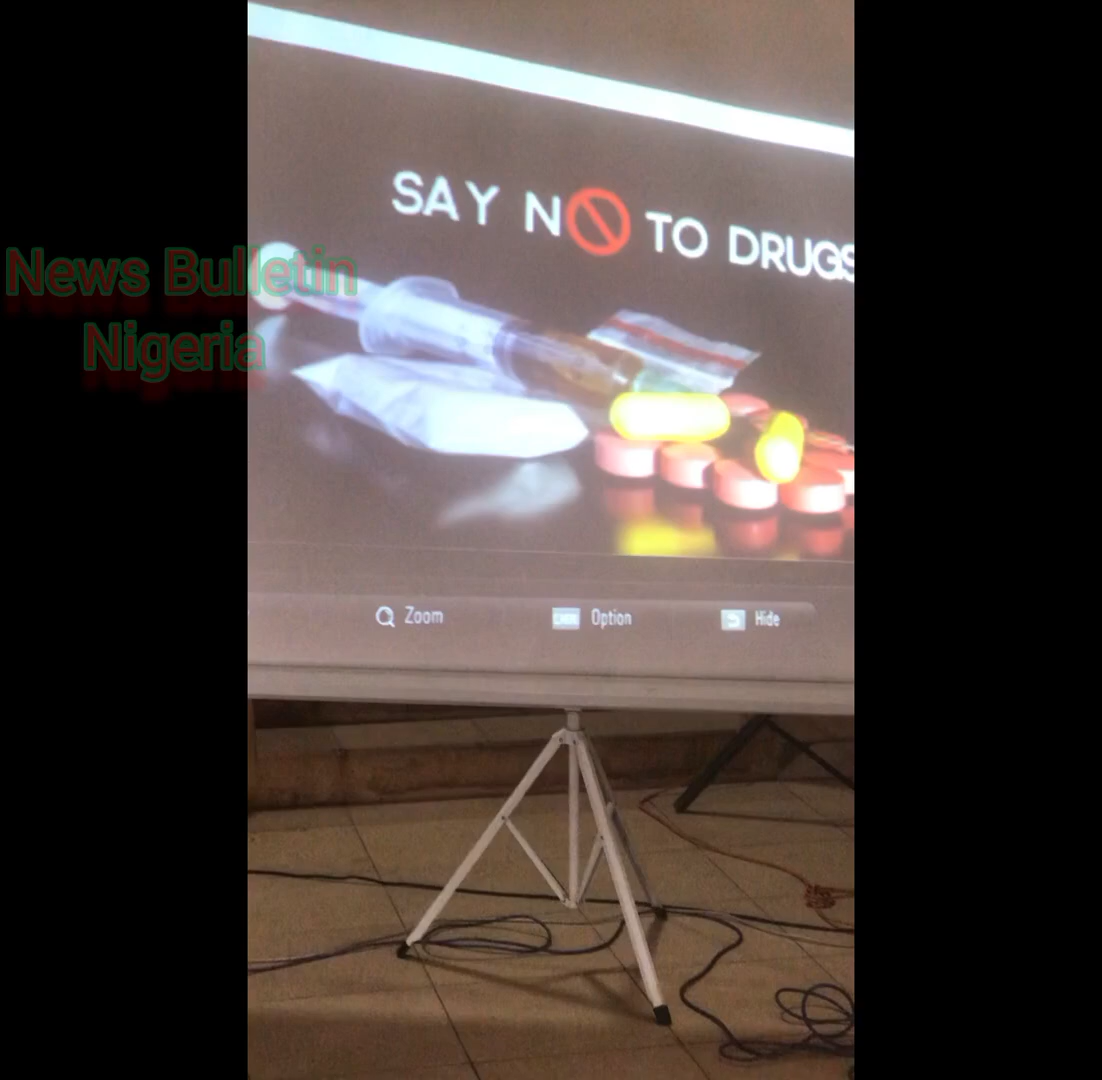 SAY NO TO DRUGS
News Bulletin
Nigeria
Zoom
Option
Hide